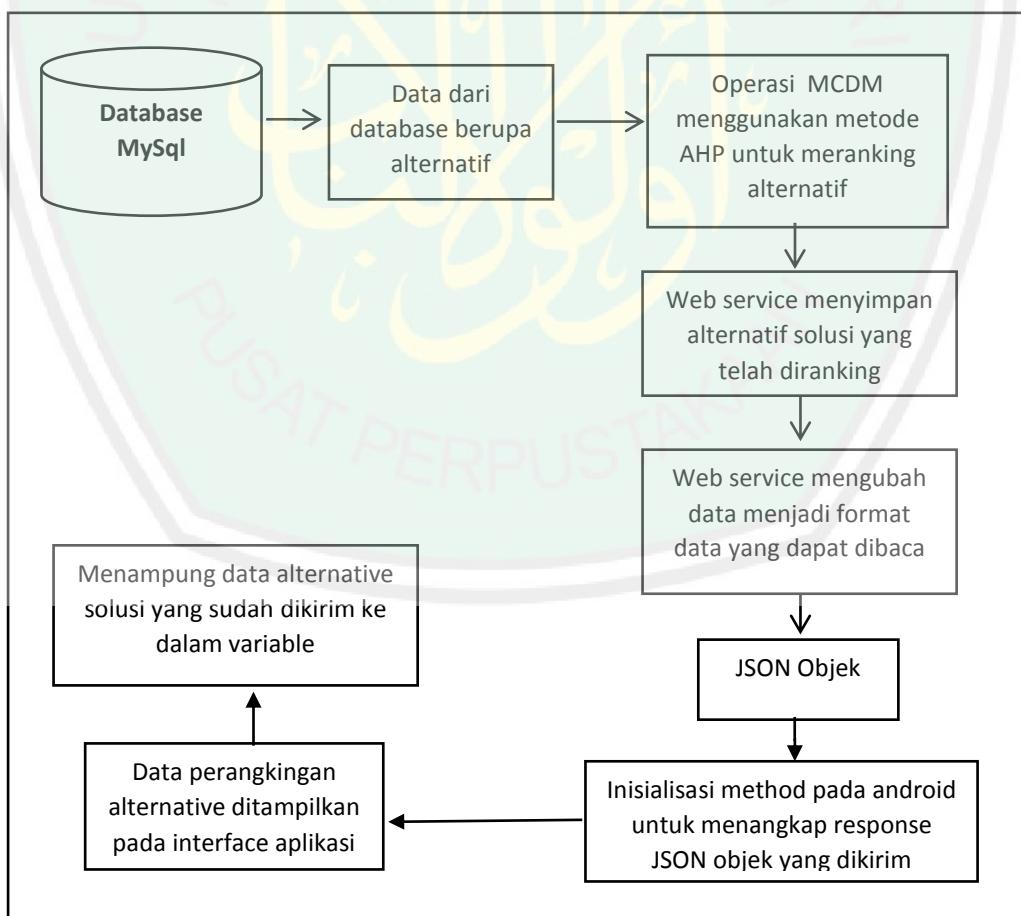 Database
MySql
Data dari
database berupa
alternatif
Operasi MCDM
menggunakan metode
AHP untuk meranking
alternatif
Web service menyimpan
alternatif solusi yang
telah diranking
Web service mengubah
data menjadi format
data yang dapat dibaca
JSON Objek
Inisialisasi method pada android
untuk menangkap response
JSON objek yang dikirim
Data perangkingan
alternative ditampilkan
pada interface aplikasi
Menampung data alternative
solusi yang sudah dikirim ke
dalam variable
PUSAT PERPUSTAKAAN